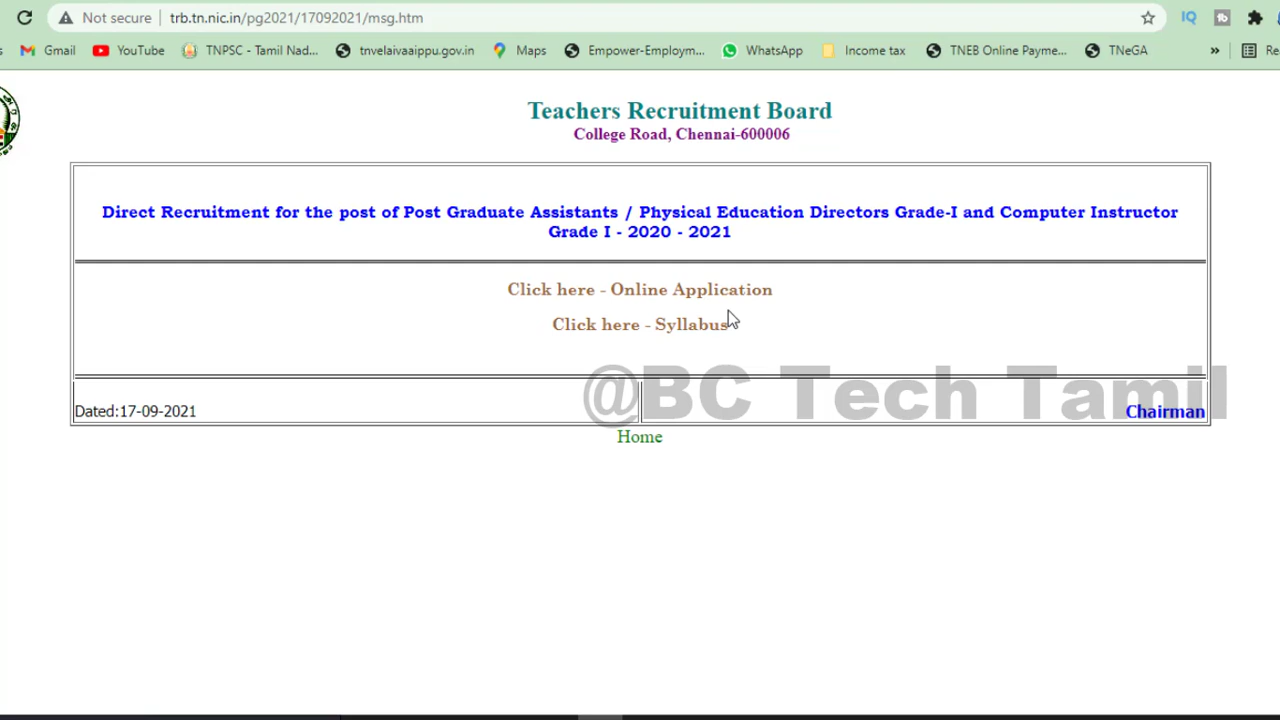 Not secure
trb.tn.nic.in/pg2021/17092021/msg.htm
Gmail YouTube TNPSC - Tamil Nad... tnvelaivaaippu.gov.in Maps Empower-Employm... WhatsApp Income tax TNEB Online Payme... TNeGA » Re
Teachers Recruitment Board
College Road, Chennai-600006
Direct Recruitment for the post of Post Graduate Assistants / Physical Education Directors Grade-I and Computer Instructor
Grade I - 2020 - 2021
Click here - Online Application
Click here - Syllabus
@BC Tech Tamil
Dated:17-09-2021
Chairman
Home